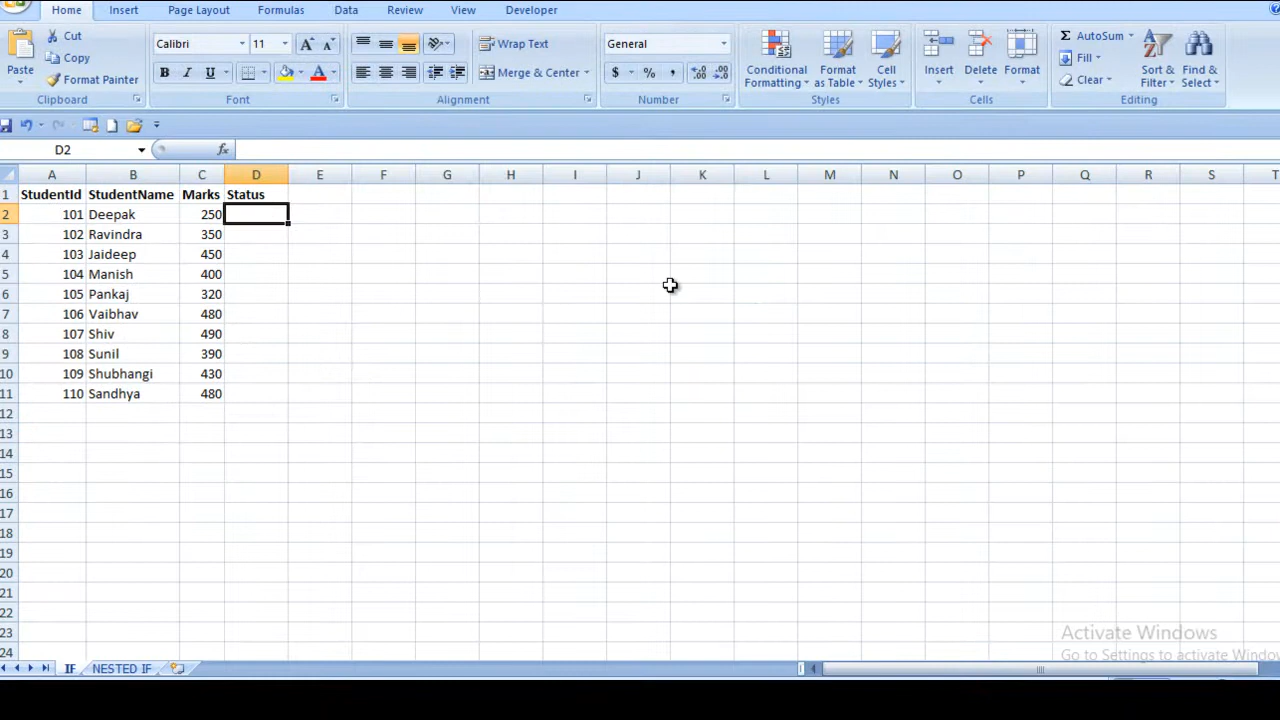 Home Insert Page Layout Formulas Data Review View Developer
Cut
Copy
Format Painter
Paste
Clipboard
Calibri 11
B I U
Font
Wrap Text
Merge & Center
Alignment
General
$ % ,
Number
Conditional Formatting
Format as Table
Cell Styles
Styles
Insert Delete Format
Cells
Σ AutoSum
Fill
Clear
Sort & Filter
Find & Select
Editing
D2 fx
A B C D E F G H I J K L M N O P Q R S T
1 StudentId StudentName Marks Status
2 101 Deepak 250
3 102 Ravindra 350
4 103 Jaideep 450
5 104 Manish 400
6 105 Pankaj 320
7 106 Vaibhav 480
8 107 Shiv 490
9 108 Sunil 390
10 109 Shubhangi 430
11 110 Sandhya 480
12
13
14
15
16
17
18
19
20
21
22
23
24
Activate Windows
Go to Settings to activate Windo
IF NESTED IF